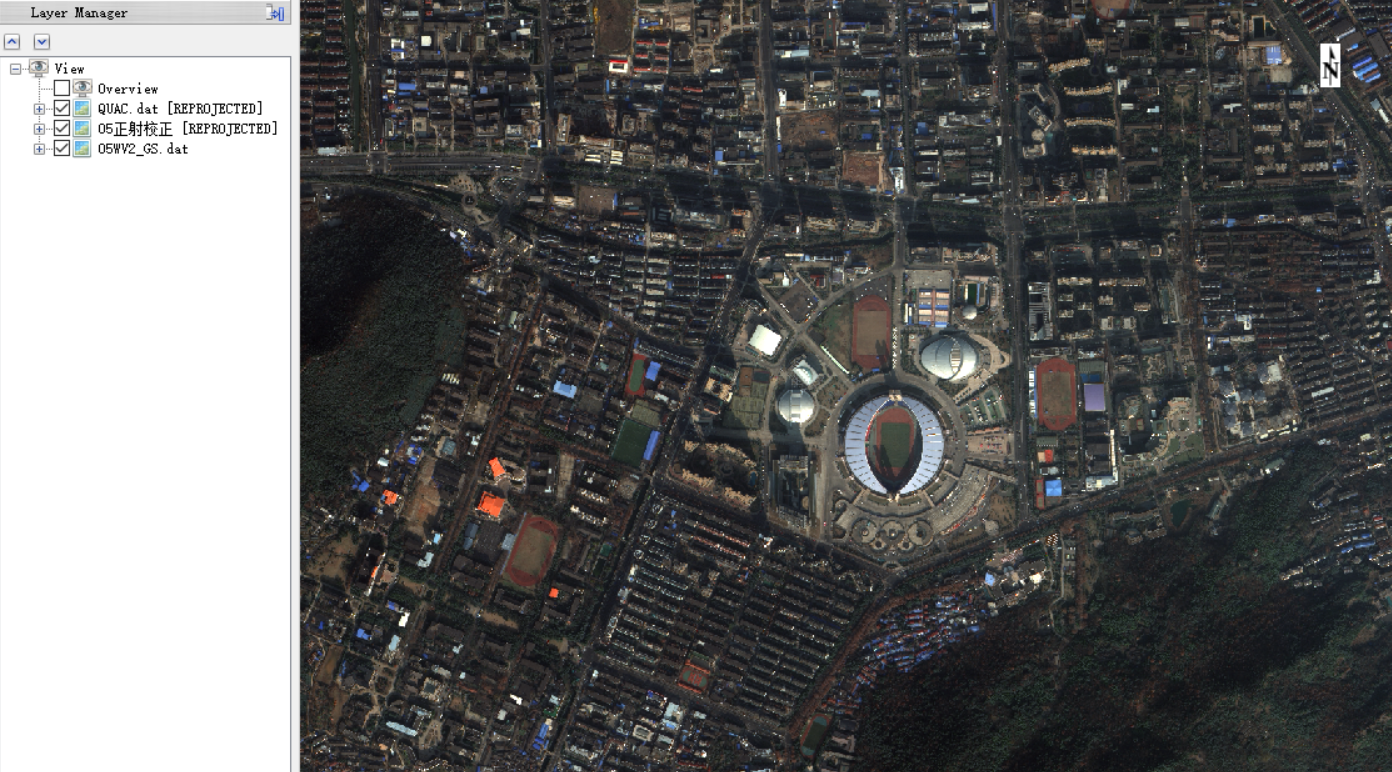 Layer Manager
View
Overview
QUAC.dat [REPROJECTED]
05正射校正 [REPROJECTED]
05WV2_GS.dat
N